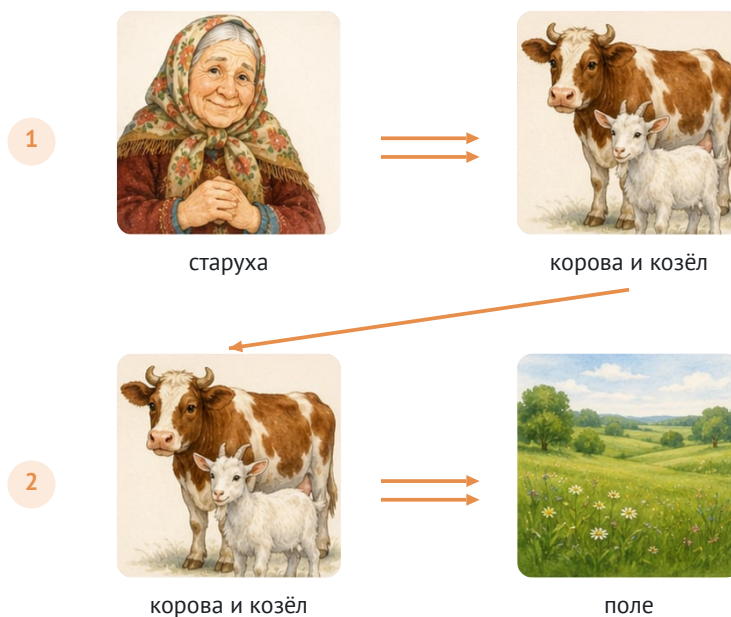 1
старуха
корова и козёл
2
корова и козёл
поле